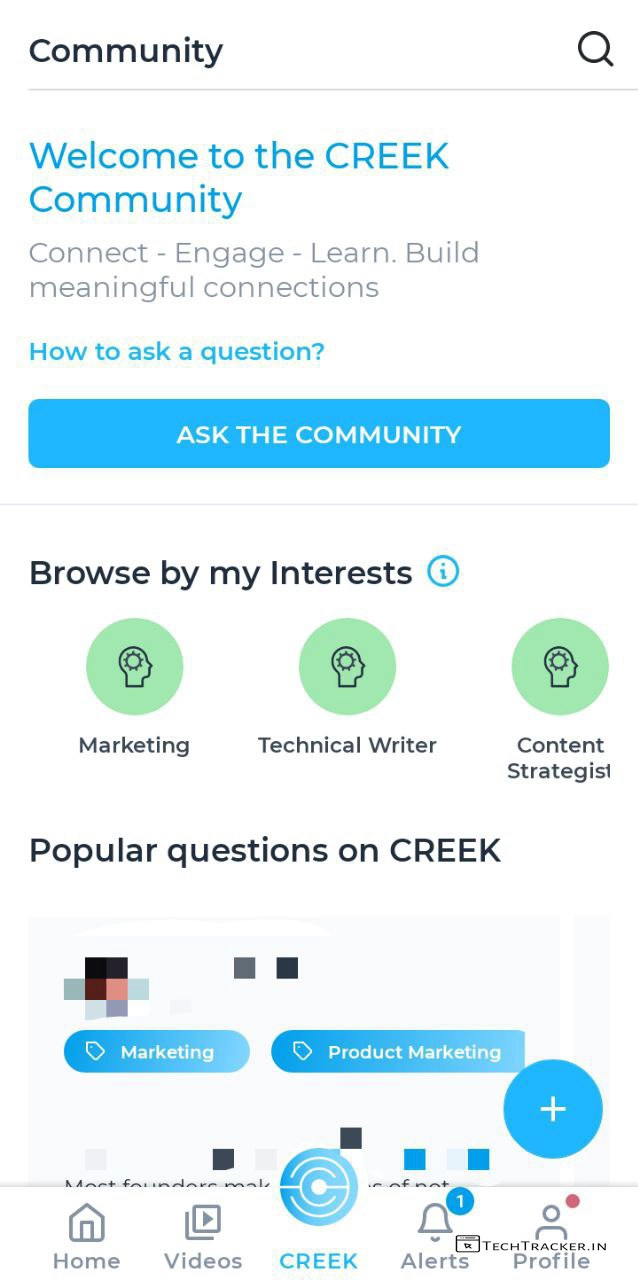 Community
Welcome to the CREEK
Community
Connect - Engage - Learn. Build
meaningful connections
How to ask a question?
ASK THE COMMUNITY
Browse by my Interests
Marketing Technical Writer Content
Strategist
Popular questions on CREEK
Marketing Product Marketing
+
Most founders mak of not
1
Home Videos CREEK Alerts Profile
TECHTRACKER.IN